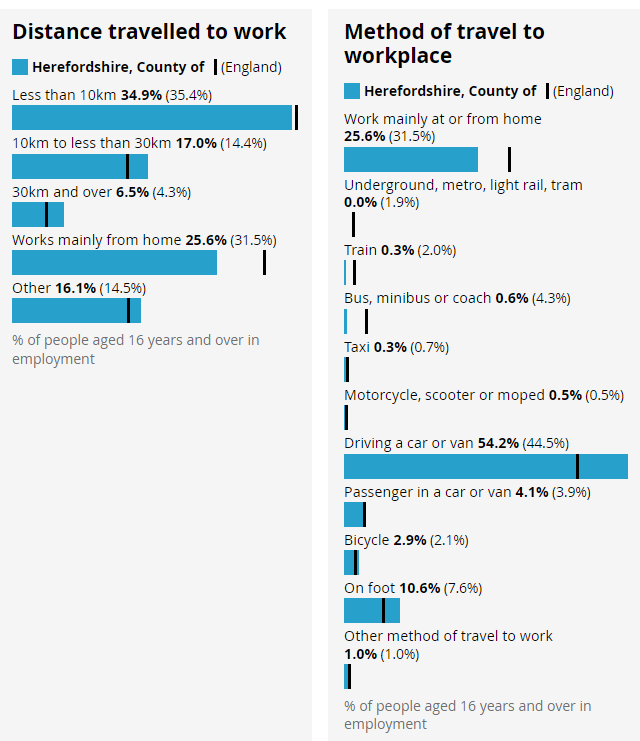 Distance travelled to work
Herefordshire, County of (England)
Less than 10km 34.9% (35.4%)
10km to less than 30km 17.0% (14.4%)
30km and over 6.5% (4.3%)
Works mainly from home 25.6% (31.5%)
Other 16.1% (14.5%)
% of people aged 16 years and over in
employment
Method of travel to
workplace
Herefordshire, County of (England)
Work mainly at or from home
25.6% (31.5%)
Underground, metro, light rail, tram
0.0% (1.9%)
Train 0.3% (2.0%)
Bus, minibus or coach 0.6% (4.3%)
Taxi 0.3% (0.7%)
Motorcycle, scooter or moped 0.5% (0.5%)
Driving a car or van 54.2% (44.5%)
Passenger in a car or van 4.1% (3.9%)
Bicycle 2.9% (2.1%)
On foot 10.6% (7.6%)
Other method of travel to work
1.0% (1.0%)
% of people aged 16 years and over in
employment